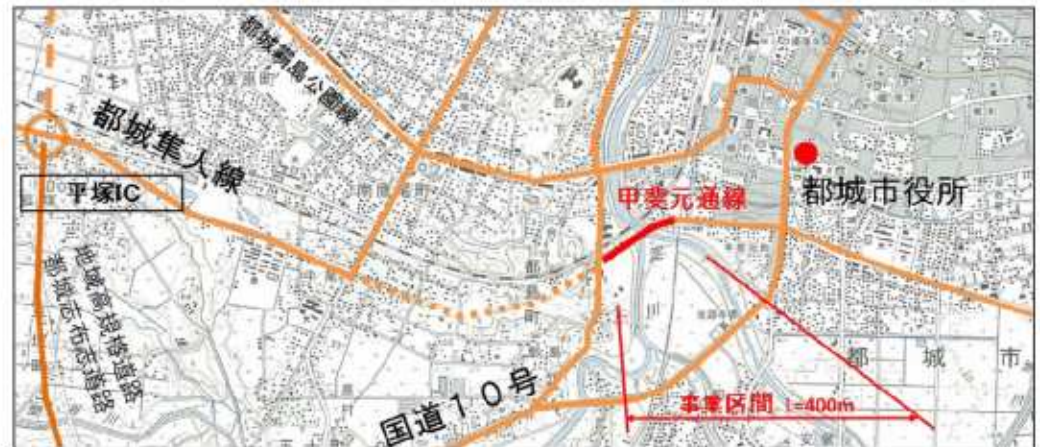 都城霧島公園線
都城隼人線
平塚IC
甲斐元通線
都城市役所
地域高規格道路
都城志布志道路
国道10号
都城市
事業区間 L=400m